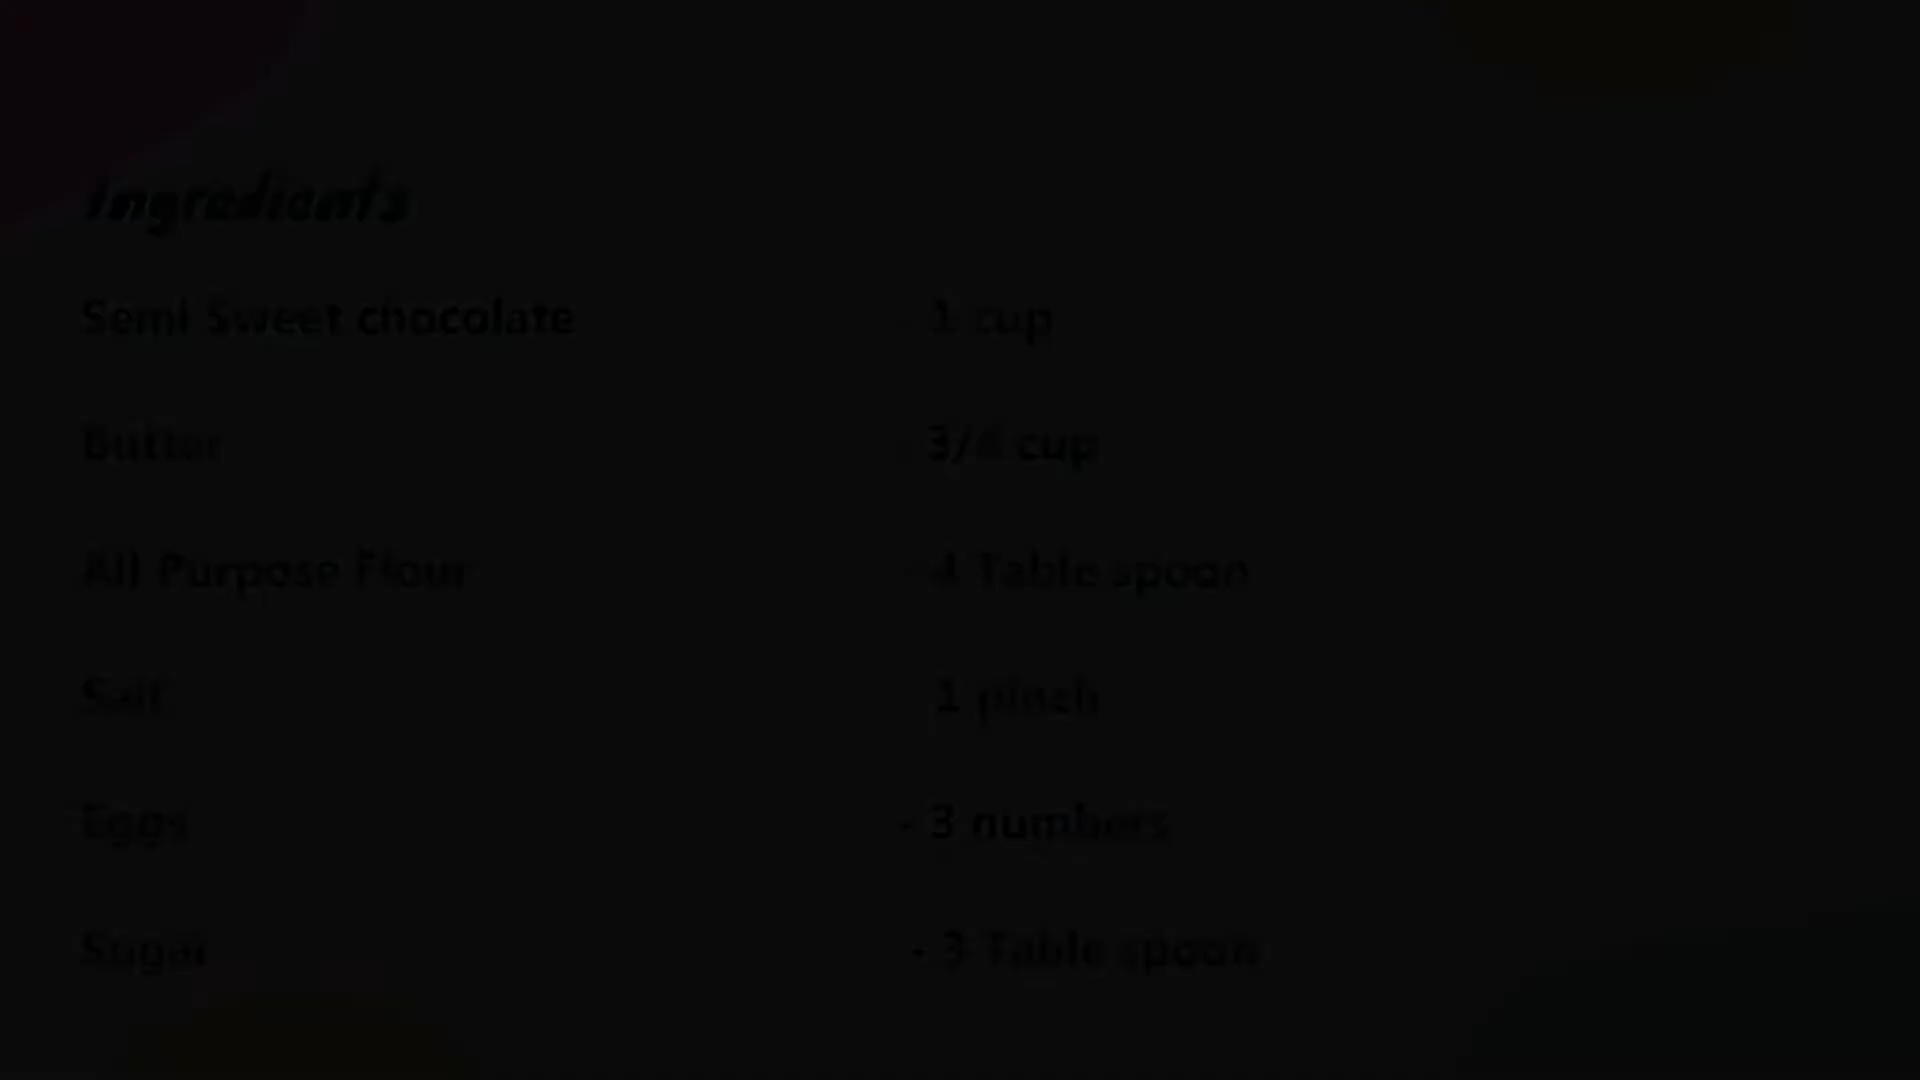 Ingredients
Semi Sweet chocolate - 1 cup
Butter - 3/4 cup
All Purpose Flour - 4 Table spoon
Salt 1 pinch
Eggs - 3 numbers
Sugar - 3 Table spoon